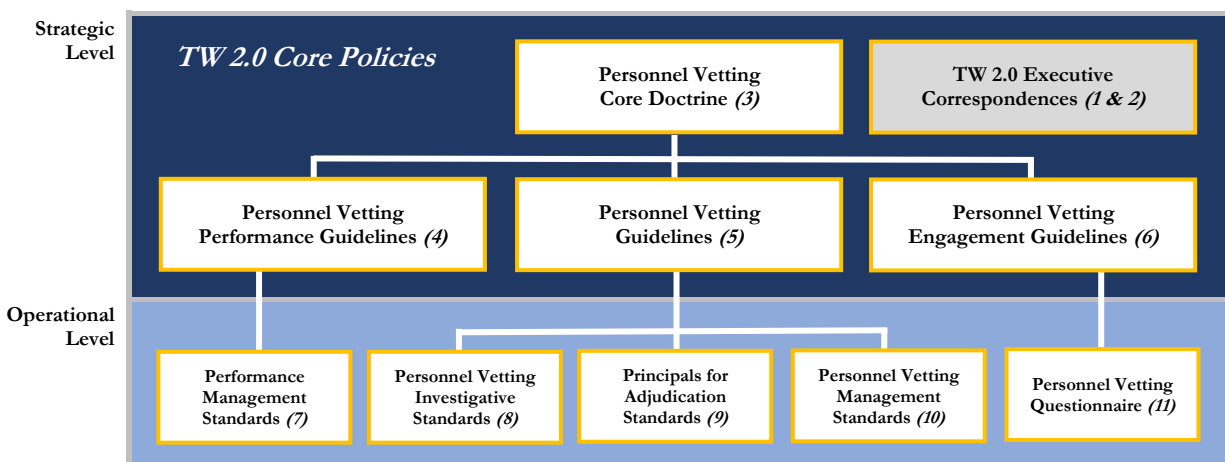 Strategic
Level
TW 2.0 Core Policies
Personnel Vetting
Core Doctrine (3)
TW 2.0 Executive
Correspondences (1 & 2)
Personnel Vetting
Performance Guidelines (4)
Personnel Vetting
Guidelines (5)
Personnel Vetting
Engagement Guidelines (6)
Operational
Level
Performance
Management
Standards (7)
Personnel Vetting
Investigative
Standards (8)
Principals for
Adjudication
Standards (9)
Personnel Vetting
Management
Standards (10)
Personnel Vetting
Questionnaire (11)